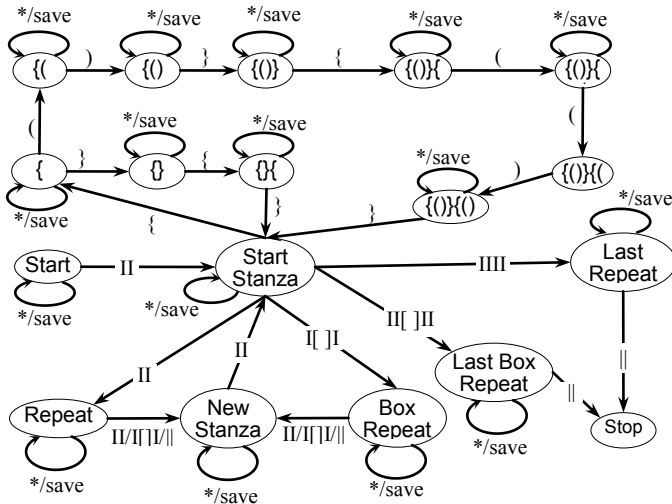 */save */save */save */save */save
{( ) {() } {()} { {()}{ ( {()}{
( (
*/save */save */save
{ } {} { {}{ {()}{(
)
*/save } } {()}{() */save
{
Start II Start Stanza IIII Last Repeat
*/save */save
II[ ]II
II II I[ ]I Last Box Repeat || ||
Repeat II/I[]I/|| New Stanza II/I[]I/|| Box Repeat Stop
*/save
*/save */save */save